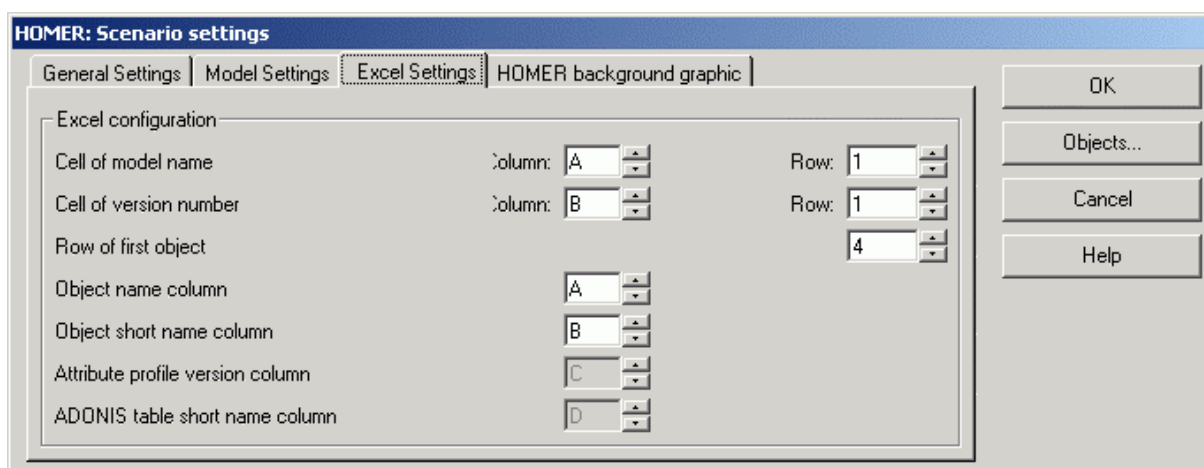 HOMER: Scenario settings
General Settings Model Settings Excel Settings HOMER background graphic
OK
Excel configuration
Objects...
Cell of model name Column: A Row: 1
Cell of version number Column: B Row: 1
Cancel
Row of first object 4
Help
Object name column A
Object short name column B
Attribute profile version column C
ADONIS table short name column D